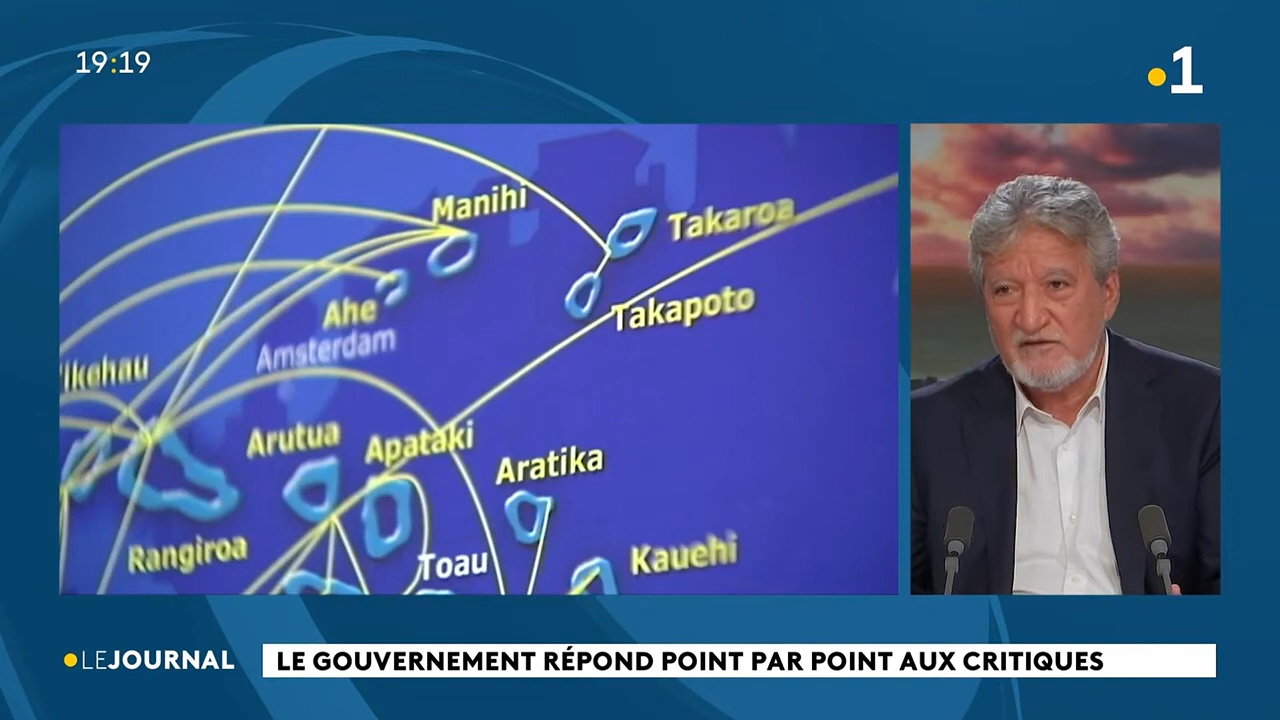 19:19
1
Manihi
Takaroa
Takapoto
Ahe
Amsterdam
Tikehau
Arutua
Apataki
Aratika
Rangiroa
Toau
Kauehi
LEJOURNAL
LE GOUVERNEMENT RÉPOND POINT PAR POINT AUX CRITIQUES